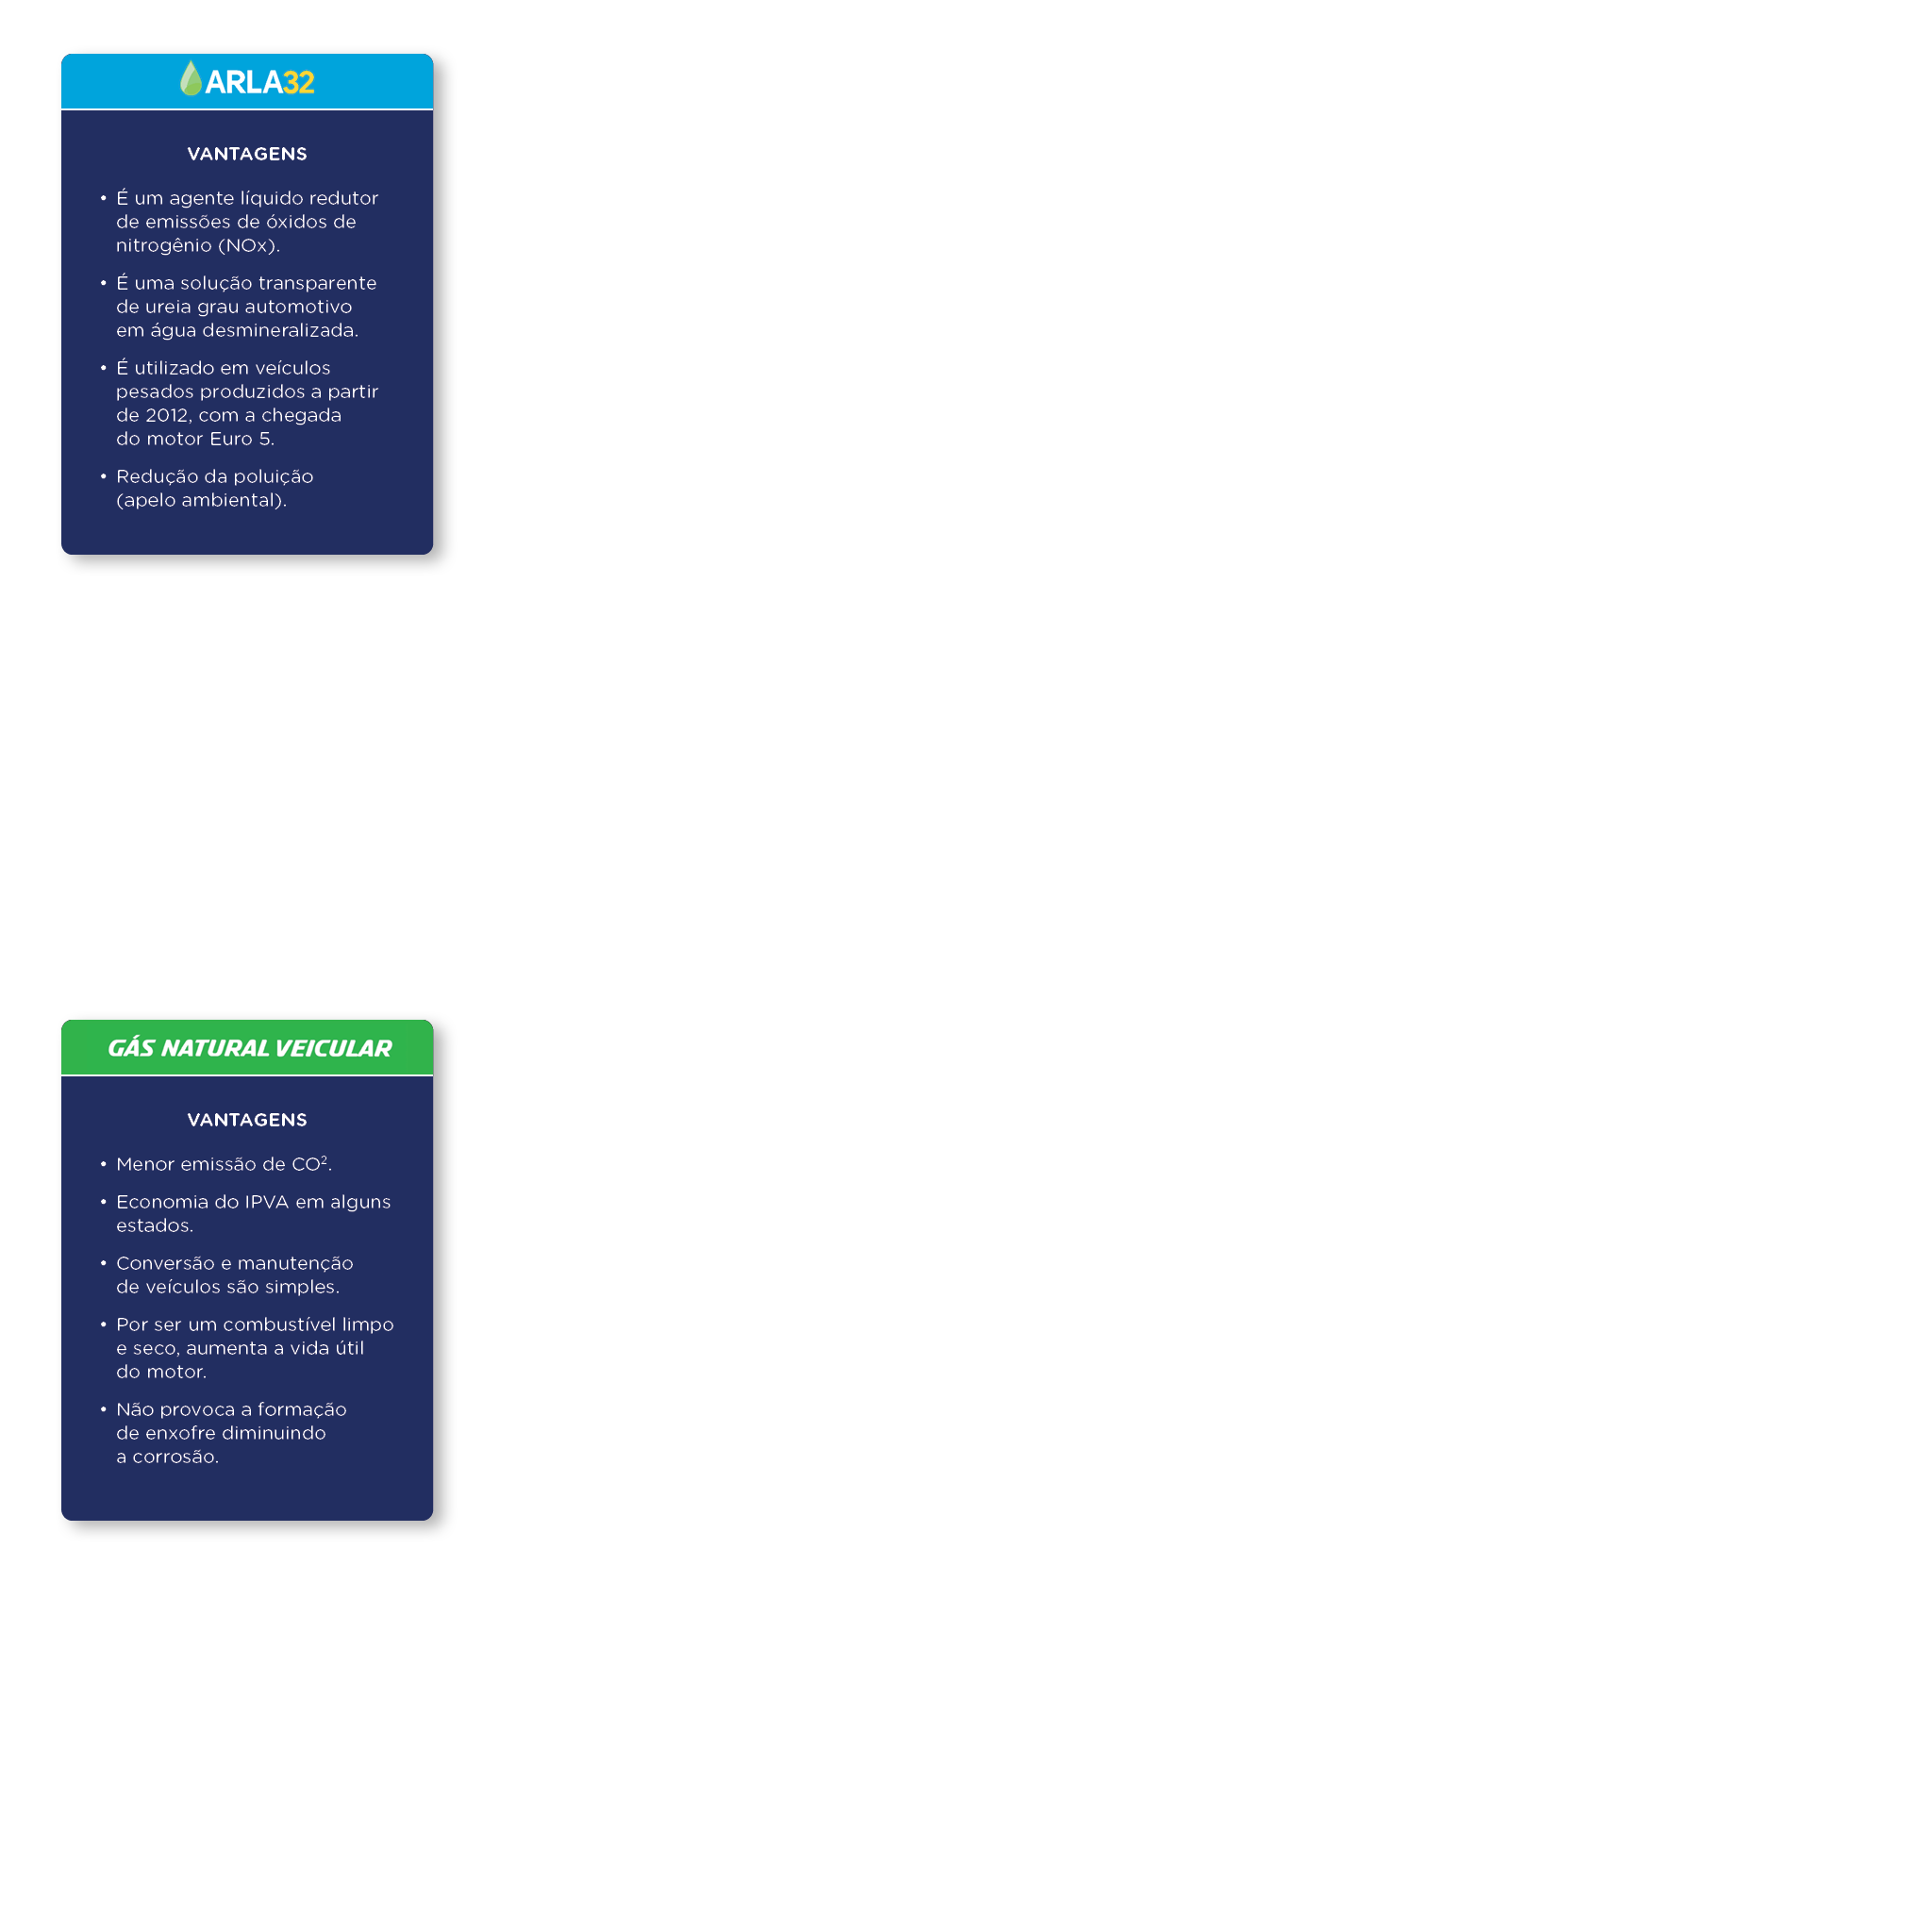 ARLA32
VANTAGENS
• É um agente líquido redutor
de emissões de óxidos de
nitrogênio (NOx).
• É uma solução transparente
de ureia grau automotivo
em água desmineralizada.
• É utilizado em veículos
pesados produzidos a partir
de 2012, com a chegada
do motor Euro 5.
• Redução da poluição
(apelo ambiental).
GÁS NATURAL VEICULAR
VANTAGENS
• Menor emissão de CO².
• Economia do IPVA em alguns
estados.
• Conversão e manutenção
de veículos são simples.
• Por ser um combustível limpo
e seco, aumenta a vida útil
do motor.
• Não provoca a formação
de enxofre diminuindo
a corrosão.